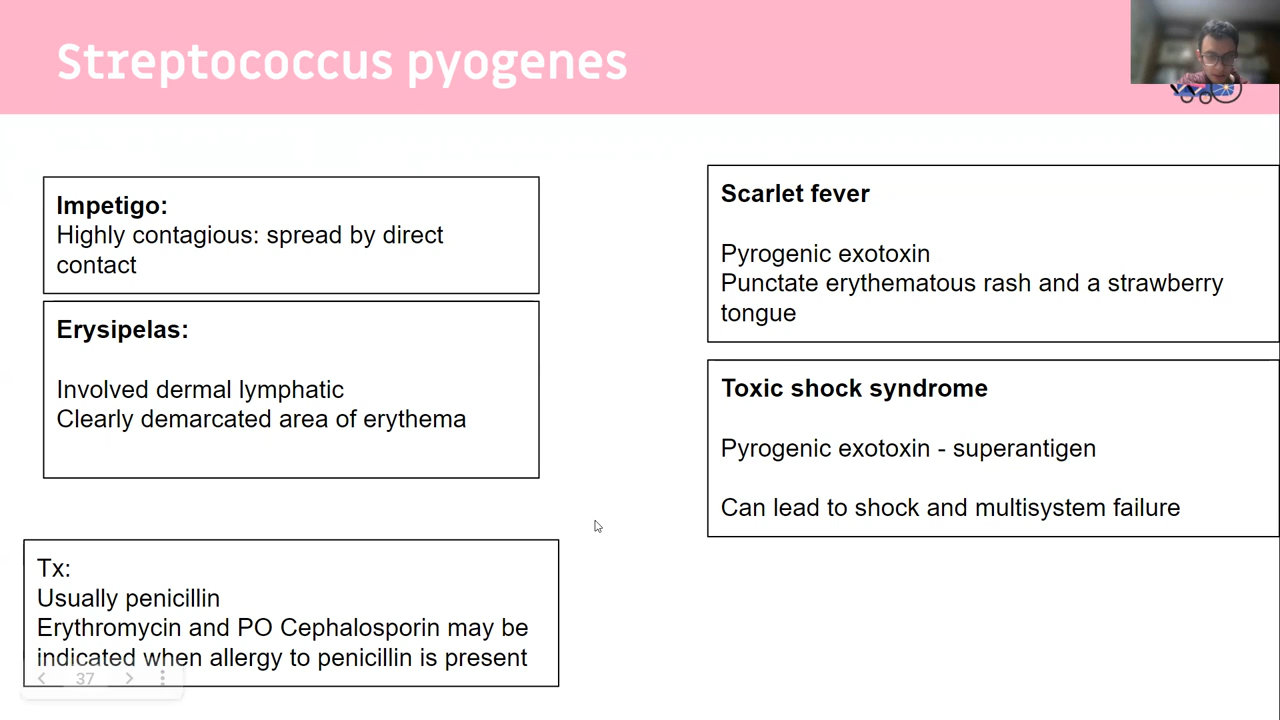 Streptococcus pyogenes
Impetigo:
Highly contagious: spread by direct
contact
Erysipelas:
Involved dermal lymphatic
Clearly demarcated area of erythema
Tx:
Usually penicillin
Erythromycin and PO Cephalosporin may be
indicated when allergy to penicillin is present
37
Scarlet fever
Pyrogenic exotoxin
Punctate erythematous rash and a strawberry
tongue
Toxic shock syndrome
Pyrogenic exotoxin - superantigen
Can lead to shock and multisystem failure